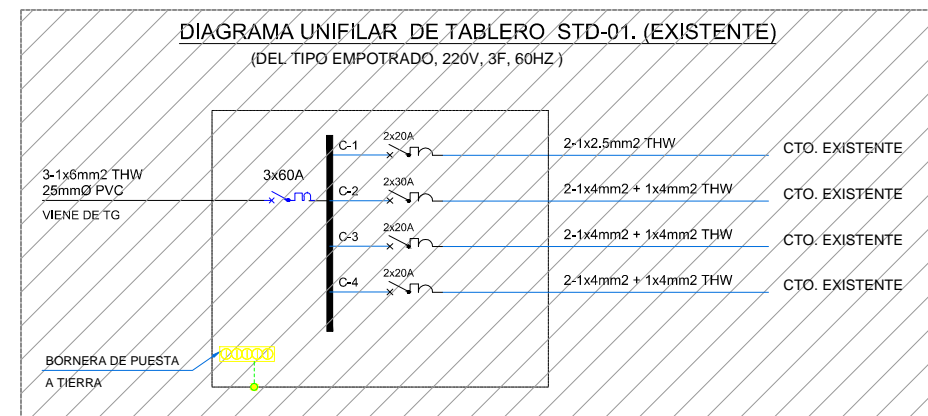 DIAGRAMA UNIFILAR DE TABLERO STD-01. (EXISTENTE)
(DEL TIPO EMPOTRADO, 220V, 3F, 60HZ )
3-1x6mm2 THW
25mmØ PVC
VIENE DE TG
3x60A
C-1
2x20A
2-1x2.5mm2 THW
CTO. EXISTENTE
C-2
2x30A
2-1x4mm2 + 1x4mm2 THW
CTO. EXISTENTE
C-3
2x20A
2-1x4mm2 + 1x4mm2 THW
CTO. EXISTENTE
C-4
2x20A
2-1x4mm2 + 1x4mm2 THW
CTO. EXISTENTE
BORNERA DE PUESTA
A TIERRA